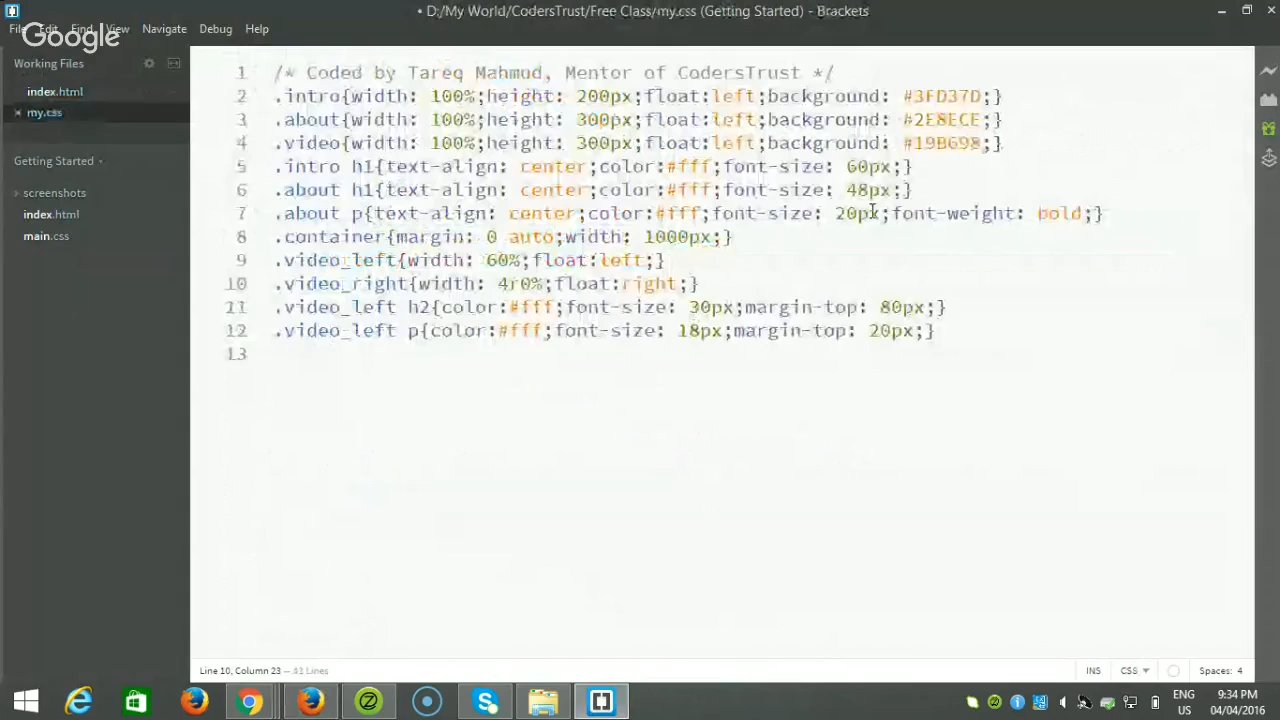 • D:/My World/CodersTrust/Free Class/my.css (Getting Started) - Brackets
File Edit Find View Navigate Debug Help
Google
Working Files
index.html
my.css
Getting Started
screenshots
index.html
main.css
1 /* Coded by Tareq Mahmud, Mentor of CodersTrust */
2 .intro{width: 100%;height: 200px;float:left;background: #3FD37D;}
3 .about{width: 100%;height: 300px;float:left;background: #2E8ECE;}
4 .video{width: 100%;height: 300px;float:left;background: #19B698;}
5 .intro h1{text-align: center;color:#fff;font-size: 60px;}
6 .about h1{text-align: center;color:#fff;font-size: 48px;}
7 .about p{text-align: center;color:#fff;font-size: 20px;font-weight: bold;}
8 .container{margin: 0 auto;width: 1000px;}
9 .video_left{width: 60%;float:left;}
10 .video_right{width: 4r0%;float:right;}
11 .video_left h2{color:#fff;font-size: 30px;margin-top: 80px;}
12 .video_left p{color:#fff;font-size: 18px;margin-top: 20px;}
13
Line 10, Column 23 — Lines
INS CSS Spaces: 4
ENG 9:34 PM
US 04/04/2016